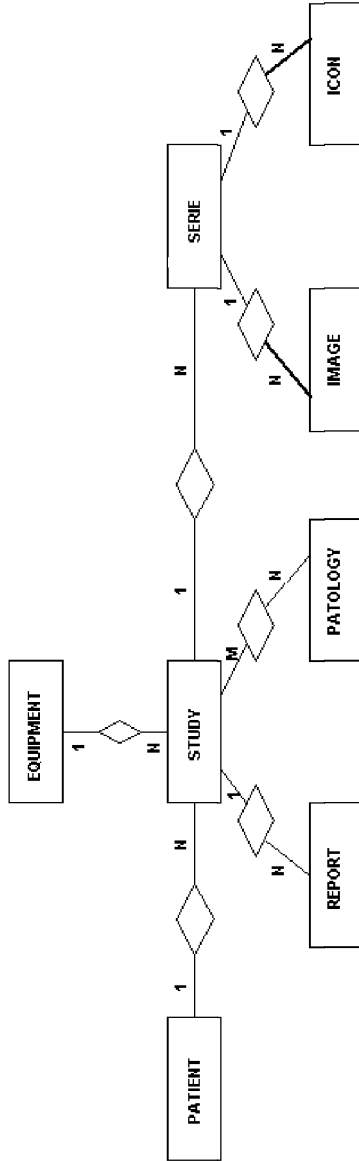 EQUIPMENT
1
N
PATIENT
1
N
STUDY
1
N
SERIE
1
N
M
N
1
N
1
N
REPORT
PATOLOGY
IMAGE
ICON